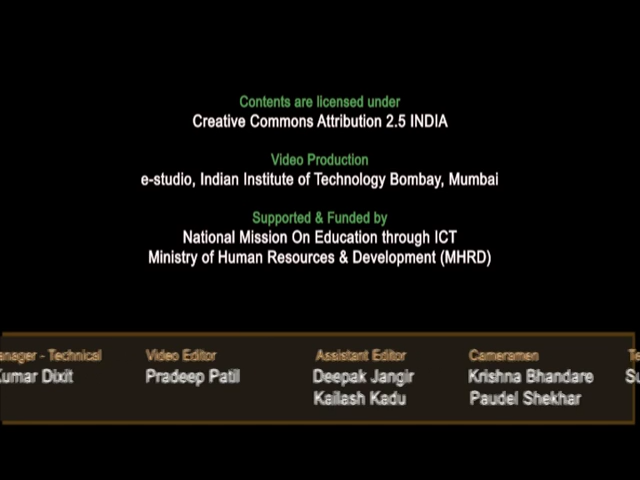 Contents are licensed under
Creative Commons Attribution 2.5 INDIA
Video Production
e-studio, Indian Institute of Technology Bombay, Mumbai
Supported & Funded by
National Mission On Education through ICT
Ministry of Human Resources & Development (MHRD)
- Technical Video Editor Assistant Editor Cameramen
Dixit Pradeep Patil Deepak Jangir Krishna Bhandare
Kailash Kadu Paudel Shekhar